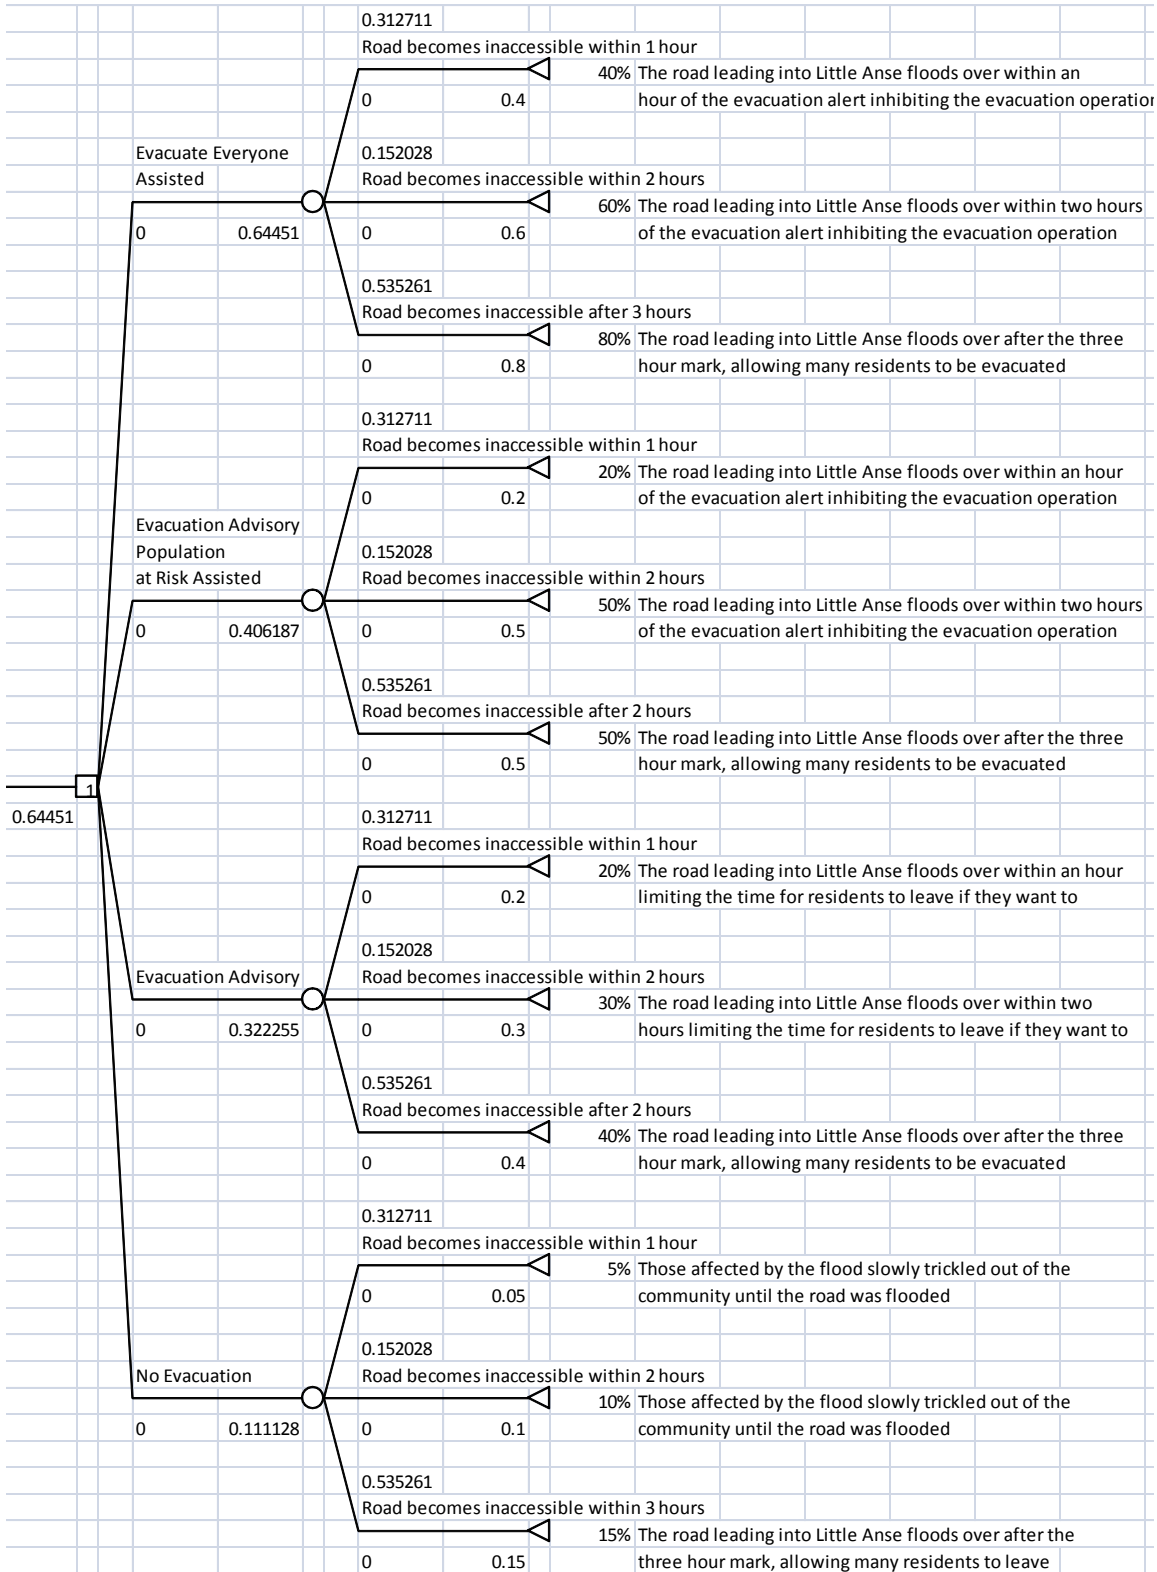 0.312711
Road becomes inaccessible within 1 hour
40% The road leading into Little Anse floods over within an
0 0.4 hour of the evacuation alert inhibiting the evacuation operation
Evacuate Everyone 0.152028
Assisted Road becomes inaccessible within 2 hours
60% The road leading into Little Anse floods over within two hours
0 0.64451 0 0.6 of the evacuation alert inhibiting the evacuation operation
0.535261
Road becomes inaccessible after 3 hours
80% The road leading into Little Anse floods over after the three
0 0.8 hour mark, allowing many residents to be evacuated
0.312711
Road becomes inaccessible within 1 hour
20% The road leading into Little Anse floods over within an hour
0 0.2 of the evacuation alert inhibiting the evacuation operation
Evacuation Advisory
Population 0.152028
at Risk Assisted Road becomes inaccessible within 2 hours
50% The road leading into Little Anse floods over within two hours
0 0.406187 0 0.5 of the evacuation alert inhibiting the evacuation operation
0.535261
Road becomes inaccessible after 2 hours
50% The road leading into Little Anse floods over after the three
0 0.5 hour mark, allowing many residents to be evacuated
1
0.64451 0.312711
Road becomes inaccessible within 1 hour
20% The road leading into Little Anse floods over within an hour
0 0.2 limiting the time for residents to leave if they want to
0.152028
Evacuation Advisory Road becomes inaccessible within 2 hours
30% The road leading into Little Anse floods over within two
0 0.322255 0 0.3 hours limiting the time for residents to leave if they want to
0.535261
Road becomes inaccessible after 2 hours
40% The road leading into Little Anse floods over after the three
0 0.4 hour mark, allowing many residents to be evacuated
0.312711
Road becomes inaccessible within 1 hour
5% Those affected by the flood slowly trickled out of the
0 0.05 community until the road was flooded
0.152028
No Evacuation Road becomes inaccessible within 2 hours
10% Those affected by the flood slowly trickled out of the
0 0.111128 0 0.1 community until the road was flooded
0.535261
Road becomes inaccessible within 3 hours
15% The road leading into Little Anse floods over after the
0 0.15 three hour mark, allowing many residents to leave